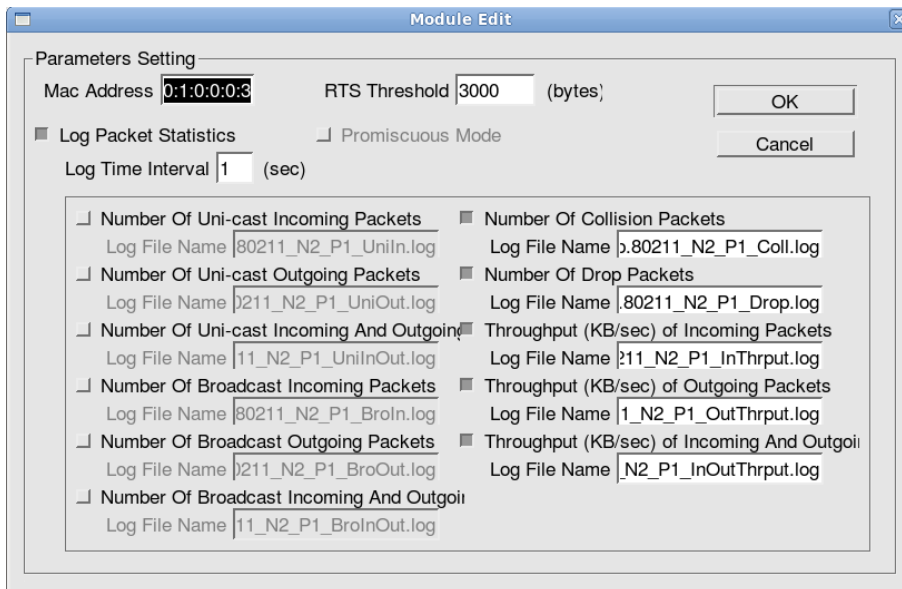 Module Edit
Parameters Setting
Mac Address 0:1:0:0:0:3 RTS Threshold 3000 (bytes)
OK
Log Packet Statistics Promiscuous Mode
Cancel
Log Time Interval 1 (sec)
Number Of Uni-cast Incoming Packets
Log File Name 80211_N2_P1_UniIn.log
Number Of Uni-cast Outgoing Packets
Log File Name 0211_N2_P1_UniOut.log
Number Of Uni-cast Incoming And Outgoing
Log File Name 11_N2_P1_UniInOut.log
Number Of Broadcast Incoming Packets
Log File Name 80211_N2_P1_BroIn.log
Number Of Broadcast Outgoing Packets
Log File Name 0211_N2_P1_BroOut.log
Number Of Broadcast Incoming And Outgoin
Log File Name 11_N2_P1_BroInOut.log
Number Of Collision Packets
Log File Name o.80211_N2_P1_Coll.log
Number Of Drop Packets
Log File Name .80211_N2_P1_Drop.log
Throughput (KB/sec) of Incoming Packets
Log File Name 211_N2_P1_InThrput.log
Throughput (KB/sec) of Outgoing Packets
Log File Name 1_N2_P1_OutThrput.log
Throughput (KB/sec) of Incoming And Outgoin
Log File Name _N2_P1_InOutThrput.log